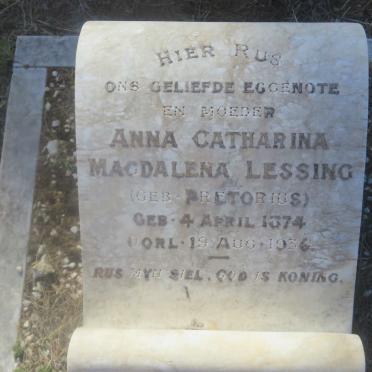 HIER RUS
ONS GELIEFDE EGGENOTE
EN MOEDER
ANNA CATHARINA
MAGDALENA LESSING
(GEB. PRETORIUS)
GEB. 4 APRIL 1874
OORL. 19 AUG. 1936.
RUS MYN SIEL, GOD IS KONING.